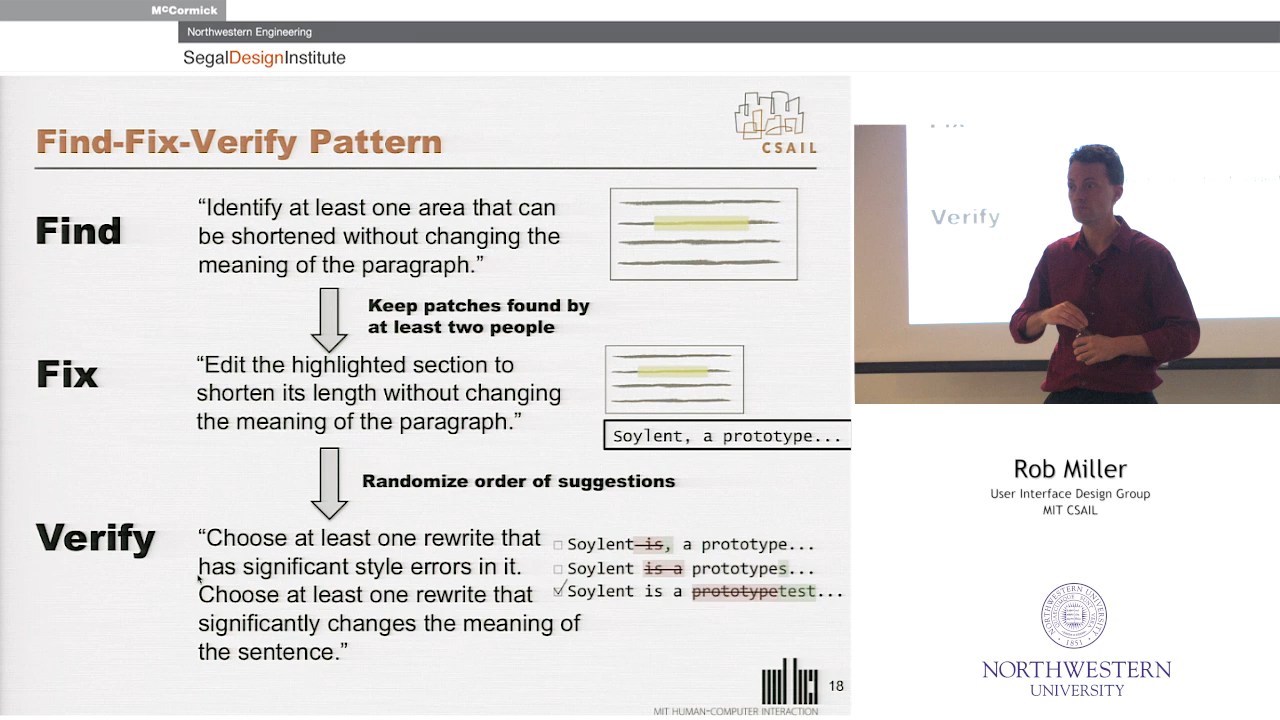 McCormick
Northwestern Engineering
SegalDesignInstitute
Find-Fix-Verify Pattern
CSAIL
Find
“Identify at least one area that can
be shortened without changing the
meaning of the paragraph.”
Keep patches found by
at least two people
Fix
“Edit the highlighted section to
shorten its length without changing
the meaning of the paragraph.”
Soylent, a prototype...
Randomize order of suggestions
Verify
“Choose at least one rewrite that
has significant style errors in it.
Choose at least one rewrite that
significantly changes the meaning of
the sentence.”
Soylent is, a prototype...
Soylent is a prototypes...
Soylent is a prototypetest...
18
MIT HUMAN-COMPUTER INTERACTION
Verify
Rob Miller
User Interface Design Group
MIT CSAIL
NORTHWESTERN
UNIVERSITY
1851
NORTHWESTERN
UNIVERSITY